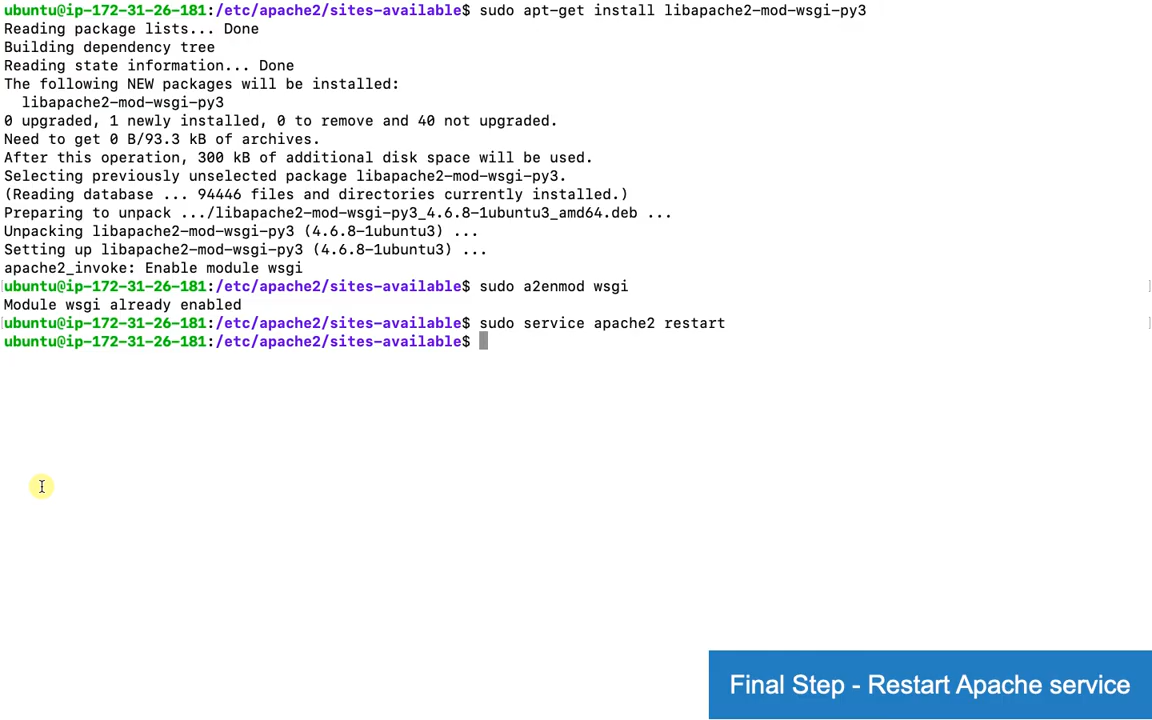 ubuntu@ip-172-31-26-181:/etc/apache2/sites-available$ sudo apt-get install libapache2-mod-wsgi-py3
Reading package lists... Done
Building dependency tree
Reading state information... Done
The following NEW packages will be installed:
  libapache2-mod-wsgi-py3
0 upgraded, 1 newly installed, 0 to remove and 40 not upgraded.
Need to get 0 B/93.3 kB of archives.
After this operation, 300 kB of additional disk space will be used.
Selecting previously unselected package libapache2-mod-wsgi-py3.
(Reading database ... 94446 files and directories currently installed.)
Preparing to unpack .../libapache2-mod-wsgi-py3_4.6.8-1ubuntu3_amd64.deb ...
Unpacking libapache2-mod-wsgi-py3 (4.6.8-1ubuntu3) ...
Setting up libapache2-mod-wsgi-py3 (4.6.8-1ubuntu3) ...
apache2_invoke: Enable module wsgi
ubuntu@ip-172-31-26-181:/etc/apache2/sites-available$ sudo a2enmod wsgi
Module wsgi already enabled
ubuntu@ip-172-31-26-181:/etc/apache2/sites-available$ sudo service apache2 restart
ubuntu@ip-172-31-26-181:/etc/apache2/sites-available$
Final Step - Restart Apache service